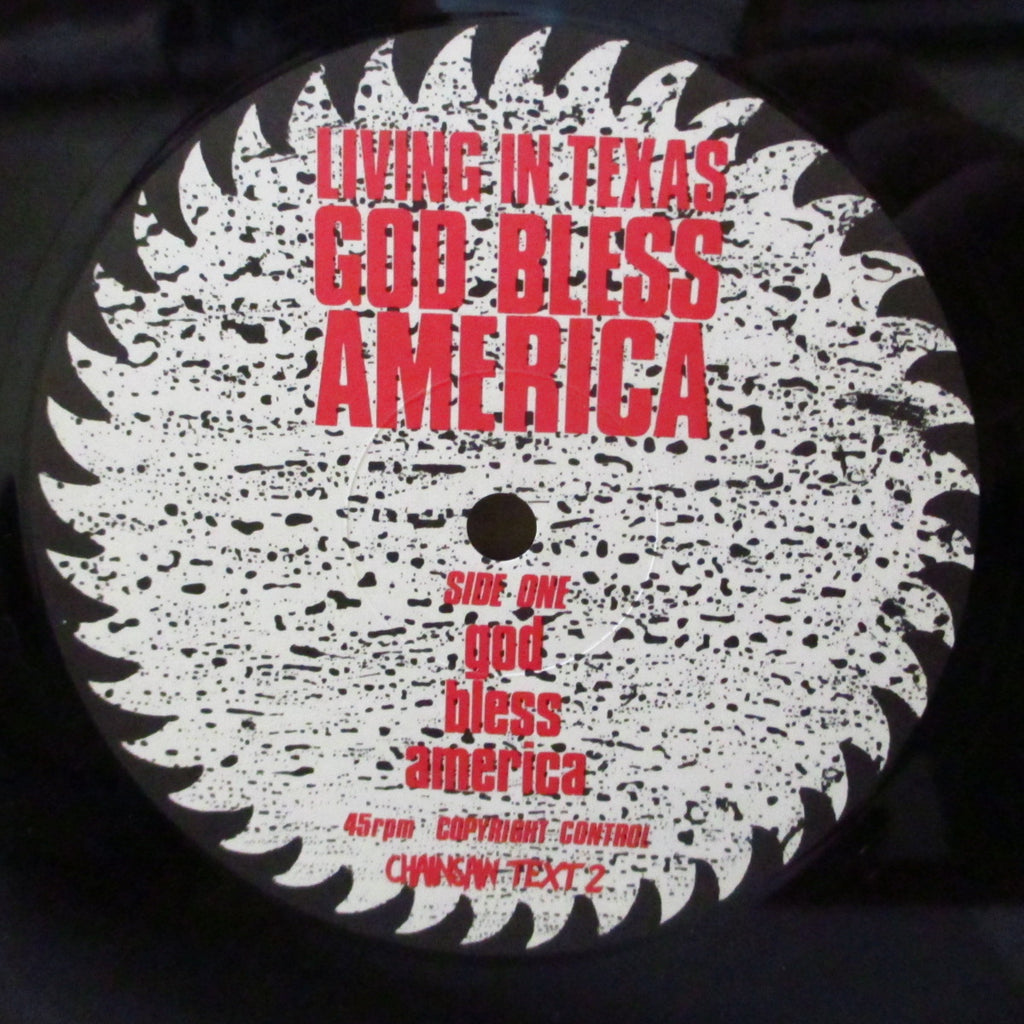 LIVING IN TEXAS
GOD BLESS
AMERICA
SIDE ONE
god
bless
america
45rpm COPYRIGHT CONTROL
CHAINSAW TEXT 2